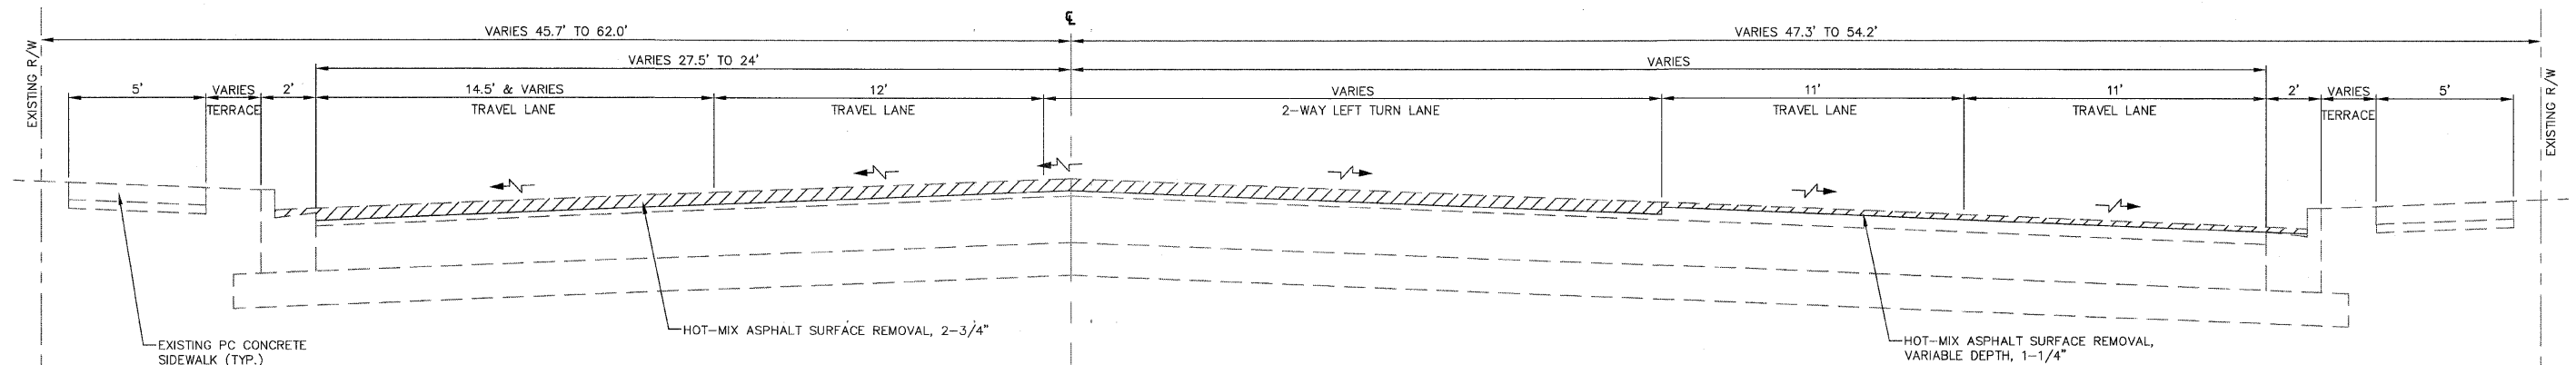 ℄
VARIES 45.7' TO 62.0'
VARIES 47.3' TO 54.2'
EXISTING R/W
EXISTING R/W
VARIES 27.5' TO 24'
VARIES
5'
VARIES
2'
14.5' & VARIES
12'
VARIES
11'
11'
2'
VARIES
5'
TERRACE
TRAVEL LANE
TRAVEL LANE
2-WAY LEFT TURN LANE
TRAVEL LANE
TRAVEL LANE
TERRACE
HOT-MIX ASPHALT SURFACE REMOVAL, 2-3/4"
EXISTING PC CONCRETE
SIDEWALK (TYP.)
HOT-MIX ASPHALT SURFACE REMOVAL,
VARIABLE DEPTH, 1-1/4"